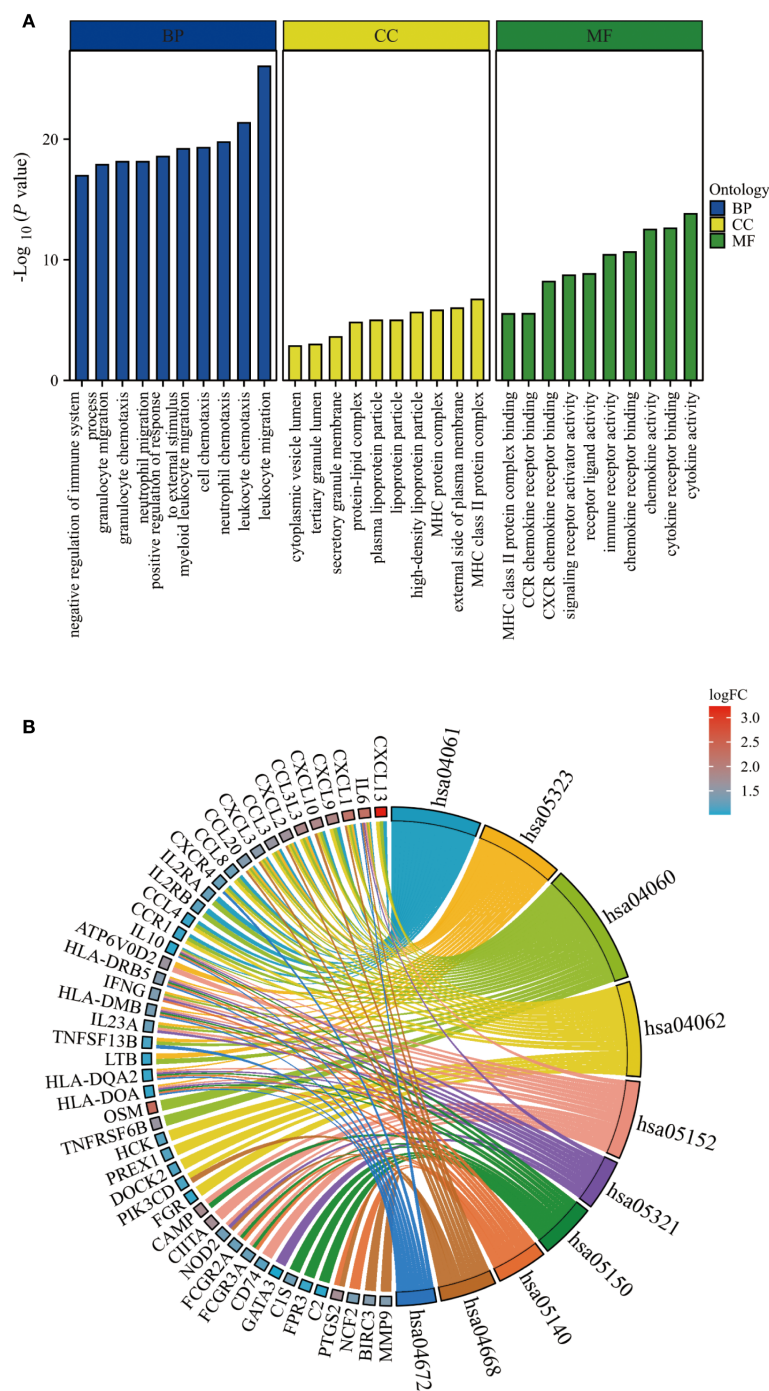 A
BP
CC
MF
-Log 10 (P value)
20
10
0
Ontology
BP
CC
MF
negative regulation of immune system
process
granulocyte migration
granulocyte chemotaxis
neutrophil migration
positive regulation of response
to external stimulus
myeloid leukocyte migration
cell chemotaxis
neutrophil chemotaxis
leukocyte chemotaxis
leukocyte migration
cytoplasmic vesicle lumen
tertiary granule lumen
secretory granule membrane
protein-lipid complex
plasma lipoprotein particle
lipoprotein particle
high-density lipoprotein particle
MHC protein complex
external side of plasma membrane
MHC class II protein complex
MHC class II protein complex binding
CCR chemokine receptor binding
CXCR chemokine receptor binding
signaling receptor activator activity
receptor ligand activity
immune receptor activity
chemokine receptor binding
chemokine activity
cytokine receptor binding
cytokine activity
B
logFC
3.0
2.0
1.5
CXCL13
IL6
CXCL1
CXCL9
CXCL10
CCL3L3
CXCL2
CCL3
CXCL3
CCL20
CCL8
CXCR4
IL2RA
IL2RB
CCL4
CCR1
IL10
ATP6V0D2
HLA-DRB5
IFNG
HLA-DMB
IL23A
TNFSF13B
LTB
HLA-DQA2
HLA-DOA
OSM
TNFRSF6B
HCK
PREX1
DOCK2
PIK3CD
FGR
CAMP
CIITA
NOD2
FCGR2A
FCGR3A
CD74
GATA3
C1S
FPR3
C2
PTGS2
NCF2
BIRC3
MMP9
hsa04061
hsa05323
hsa04060
hsa04062
hsa05152
hsa05321
hsa05150
hsa05140
hsa04668
hsa04672